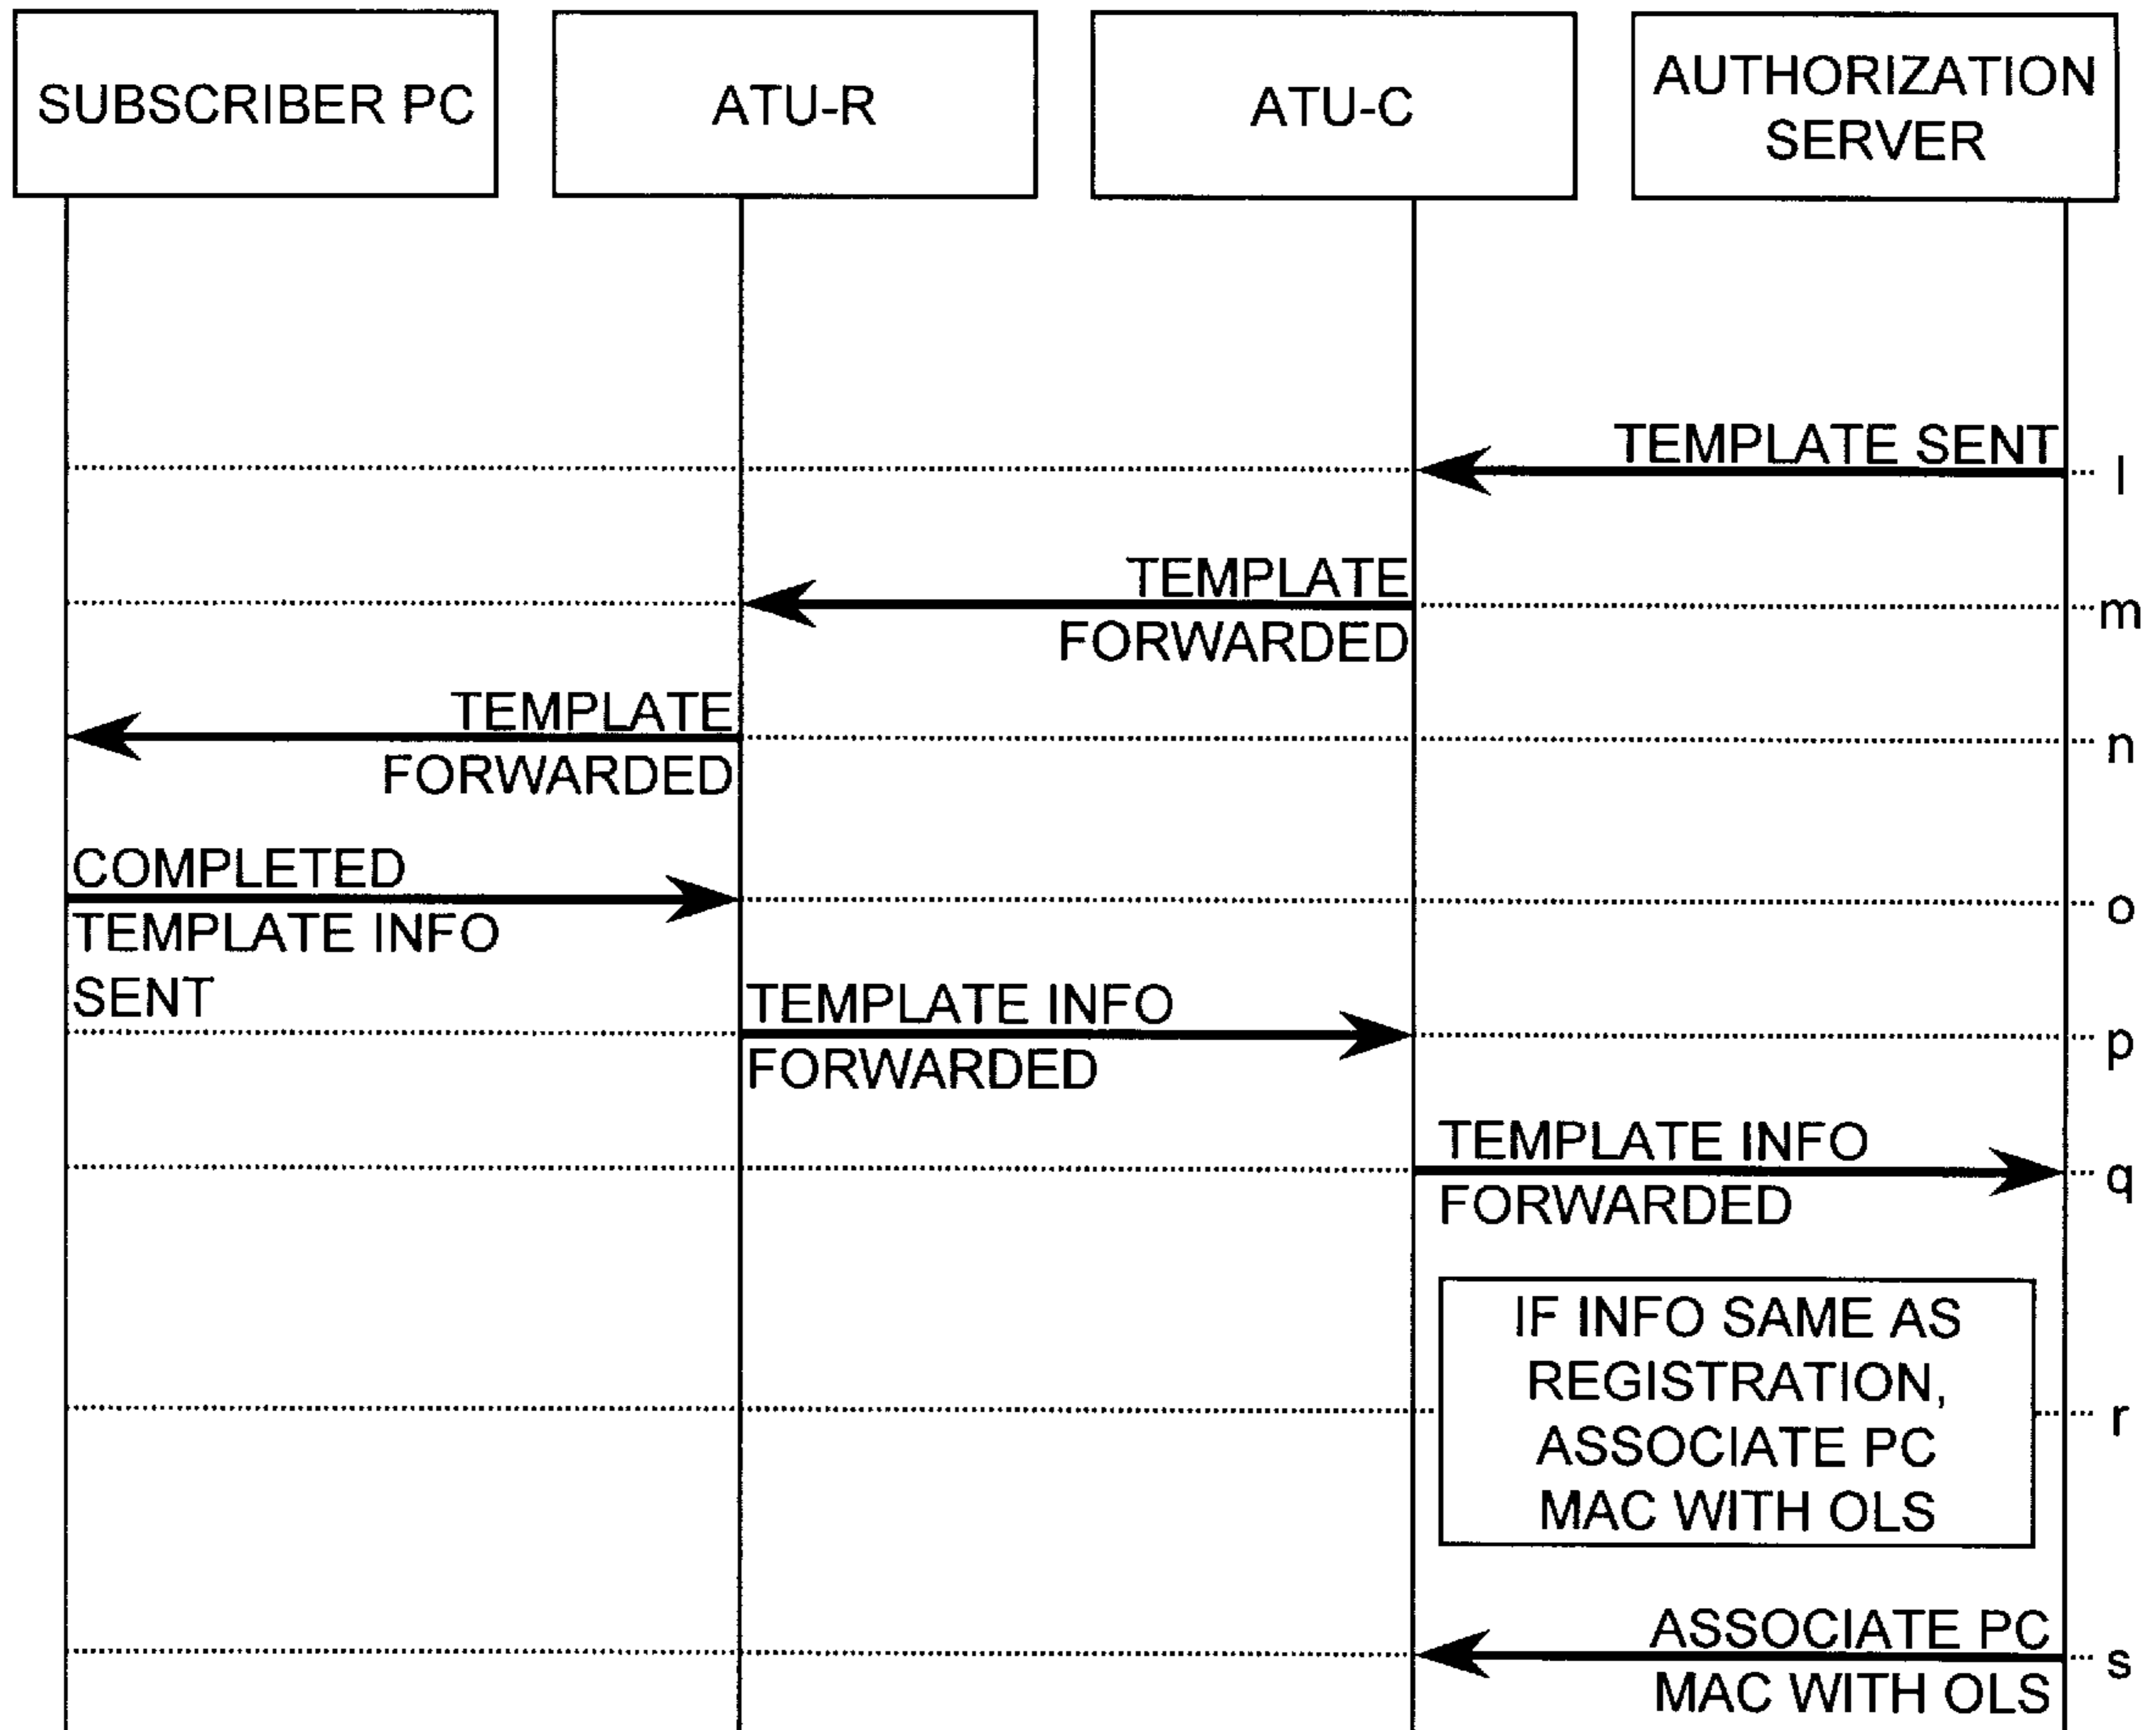 SUBSCRIBER PC
ATU-R
ATU-C
AUTHORIZATION
SERVER
TEMPLATE SENT
l
TEMPLATE
FORWARDED
m
TEMPLATE
FORWARDED
n
COMPLETED
TEMPLATE INFO
SENT
o
TEMPLATE INFO
FORWARDED
p
TEMPLATE INFO
FORWARDED
q
IF INFO SAME AS
REGISTRATION,
ASSOCIATE PC
MAC WITH OLS
r
ASSOCIATE PC
MAC WITH OLS
s